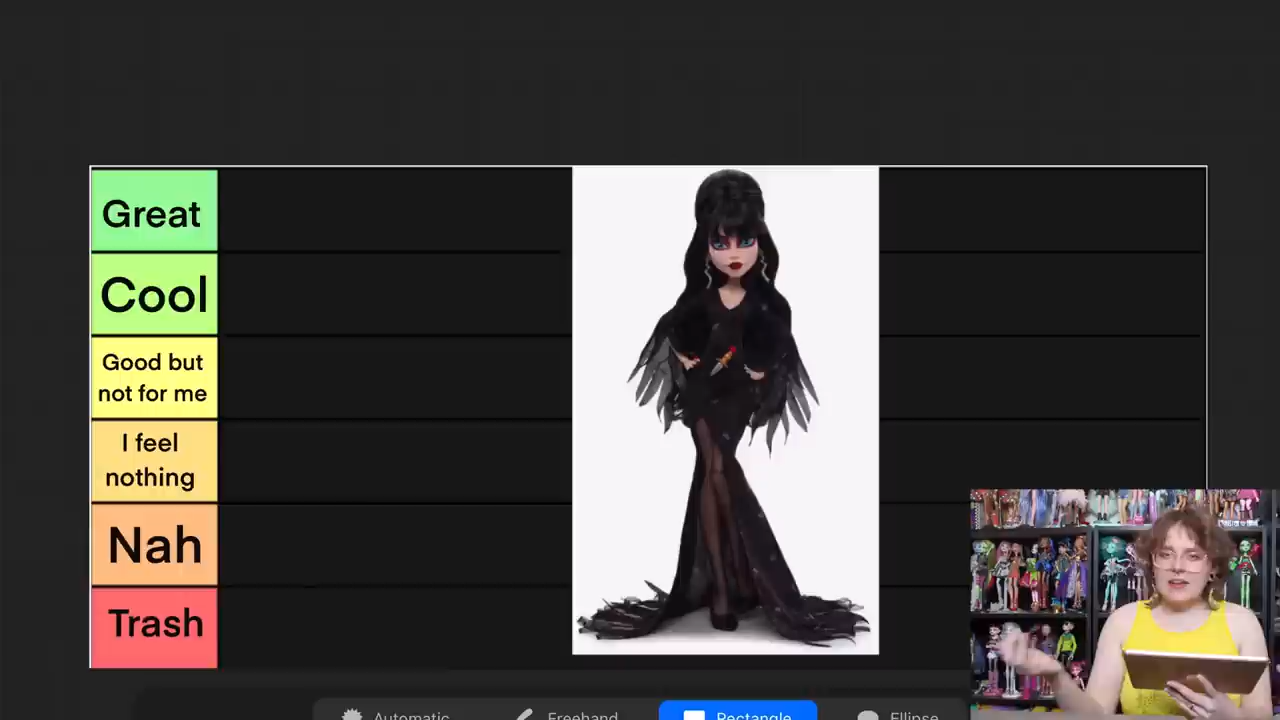 Great
Cool
Good but
not for me
I feel
nothing
Nah
Trash
Automatic
Freehand
Rectangle
Ellipse